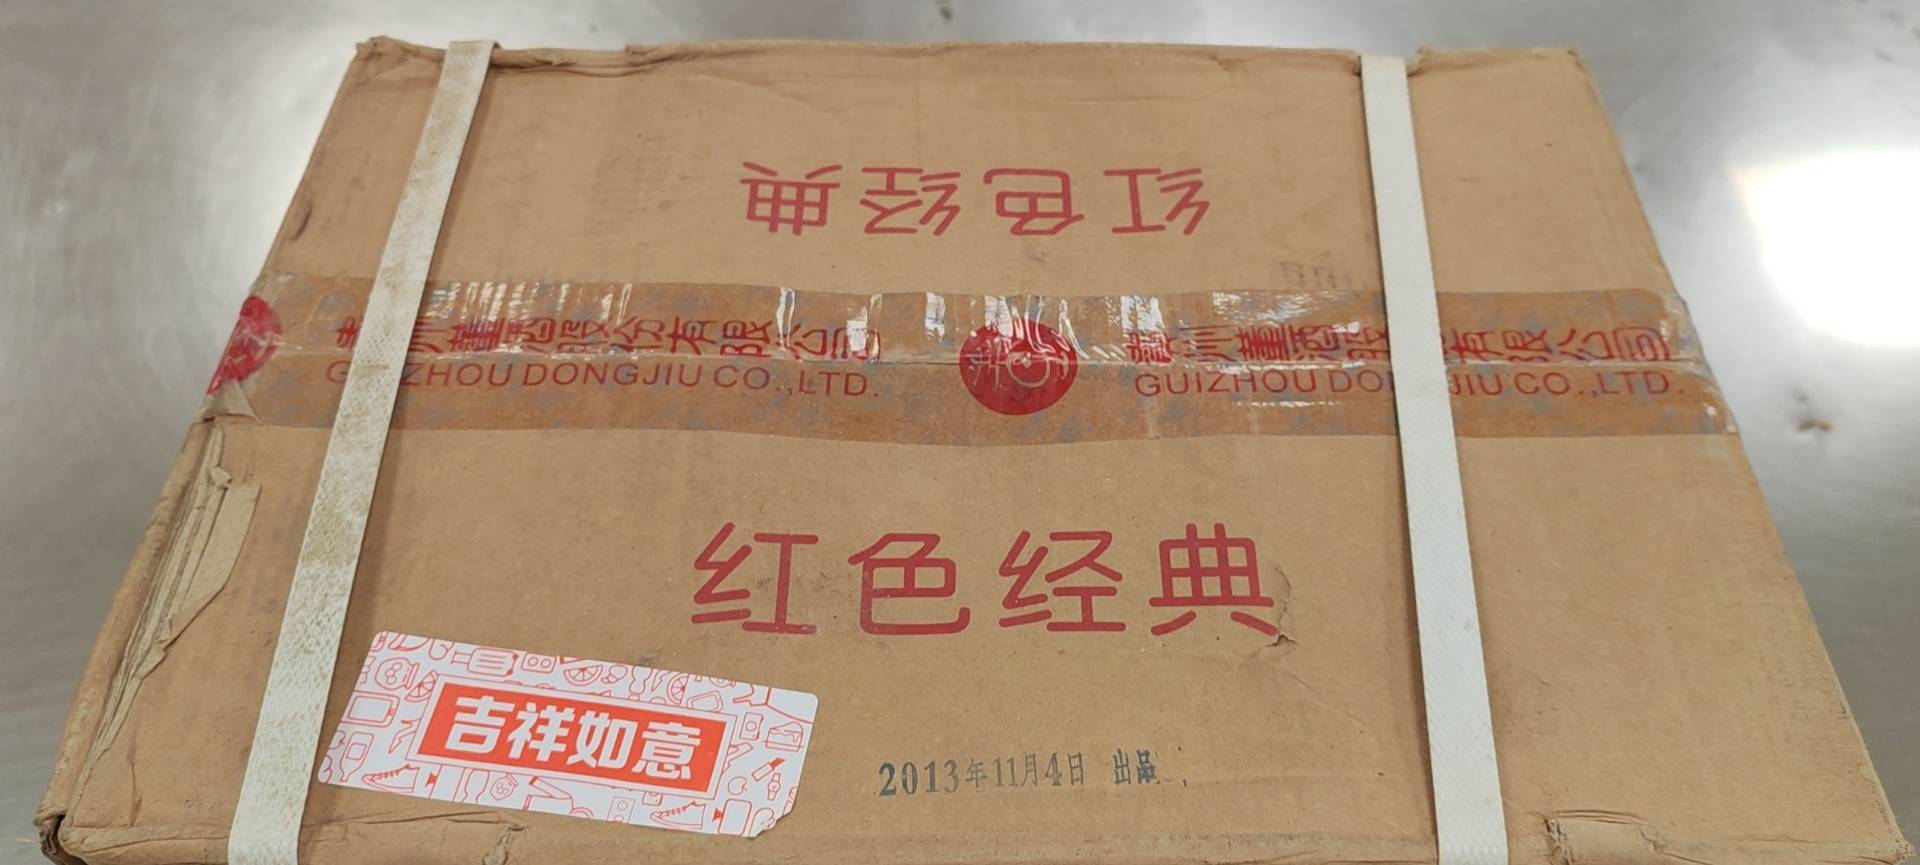 红色经典
贵州董酒股份有限公司 贵州董酒股份有限公司
GUIZHOU DONGJIU CO.,LTD. GUIZHOU DONGJIU CO.,LTD.
红色经典
吉祥如意
2013年11月4日 出品